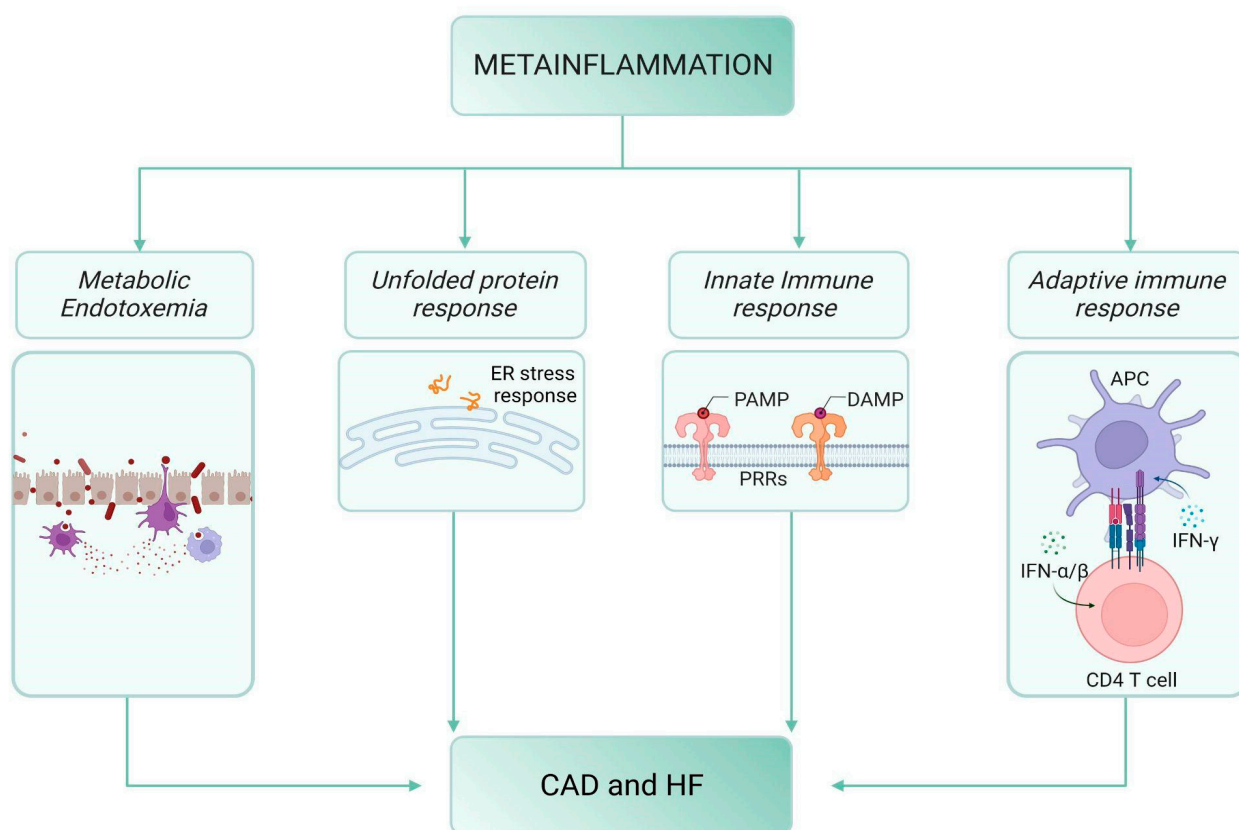 METAINFLAMMATION
Metabolic
Endotoxemia
Unfolded protein
response
Innate Immune
response
Adaptive immune
response
ER stress
response
PAMP
DAMP
PRRs
APC
IFN-γ
IFN-α/β
CD4 T cell
CAD and HF